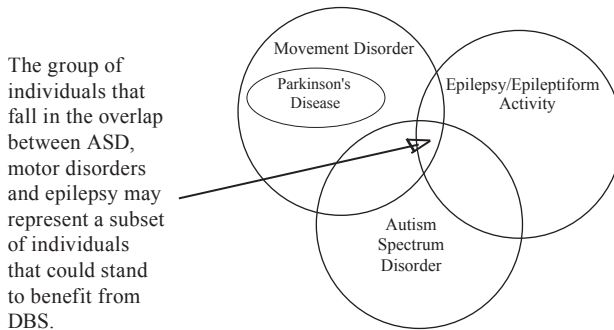 The group of
individuals that
fall in the overlap
between ASD,
motor disorders
and epilepsy may
represent a subset
of individuals
that could stand
to benefit from
DBS.
Movement Disorder
Parkinson's
Disease
Epilepsy/Epileptiform
Activity
Autism
Spectrum
Disorder